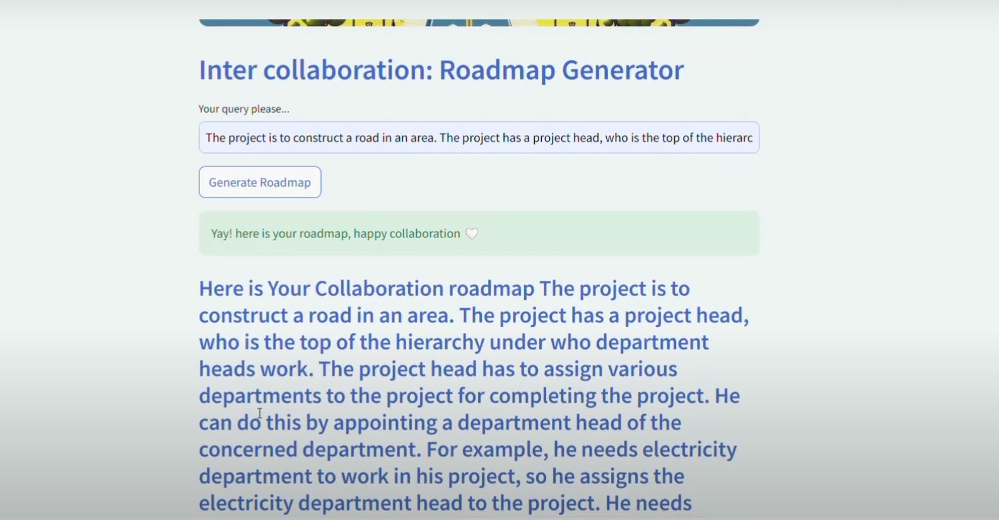 Inter collaboration: Roadmap Generator
Your query please...
The project is to construct a road in an area. The project has a project head, who is the top of the hierarc
Generate Roadmap
Yay! here is your roadmap, happy collaboration 🤍
Here is Your Collaboration roadmap The project is to
construct a road in an area. The project has a project head,
who is the top of the hierarchy under who department
heads work. The project head has to assign various
departments to the project for completing the project. He
can do this by appointing a department head of the
concerned department. For example, he needs electricity
department to work in his project, so he assigns the
electricity department head to the project. He needs